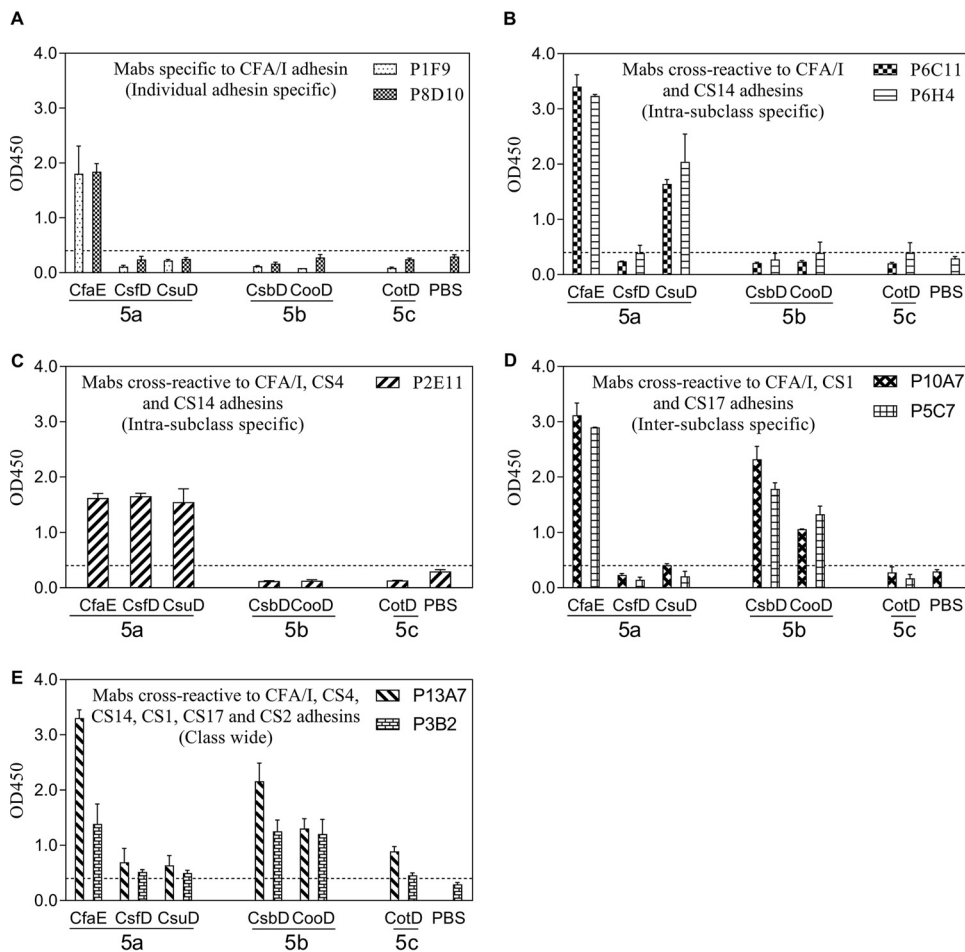 A
4.0
3.0
2.0
1.0
0.0
OD450
Mabs specific to CFA/I adhesin
(Individual adhesin specific)
P1F9
P8D10
CfaE CsfD CsuD CsbD CooD CotD PBS
5a 5b 5c
B
4.0
3.0
2.0
1.0
0.0
OD450
Mabs cross-reactive to CFA/I
and CS14 adhesins
(Intra-subclass specific)
P6C11
P6H4
CfaE CsfD CsuD CsbD CooD CotD PBS
5a 5b 5c
C
4.0
3.0
2.0
1.0
0.0
OD450
Mabs cross-reactive to CFA/I, CS4
and CS14 adhesins
(Intra-subclass specific)
P2E11
CfaE CsfD CsuD CsbD CooD CotD PBS
5a 5b 5c
D
4.0
3.0
2.0
1.0
0.0
OD450
Mabs cross-reactive to CFA/I, CS1
and CS17 adhesins
(Inter-subclass specific)
P10A7
P5C7
CfaE CsfD CsuD CsbD CooD CotD PBS
5a 5b 5c
E
4.0
3.0
2.0
1.0
0.0
OD450
Mabs cross-reactive to CFA/I, CS4,
CS14, CS1, CS17 and CS2 adhesins
(Class wide)
P13A7
P3B2
CfaE CsfD CsuD CsbD CooD CotD PBS
5a 5b 5c